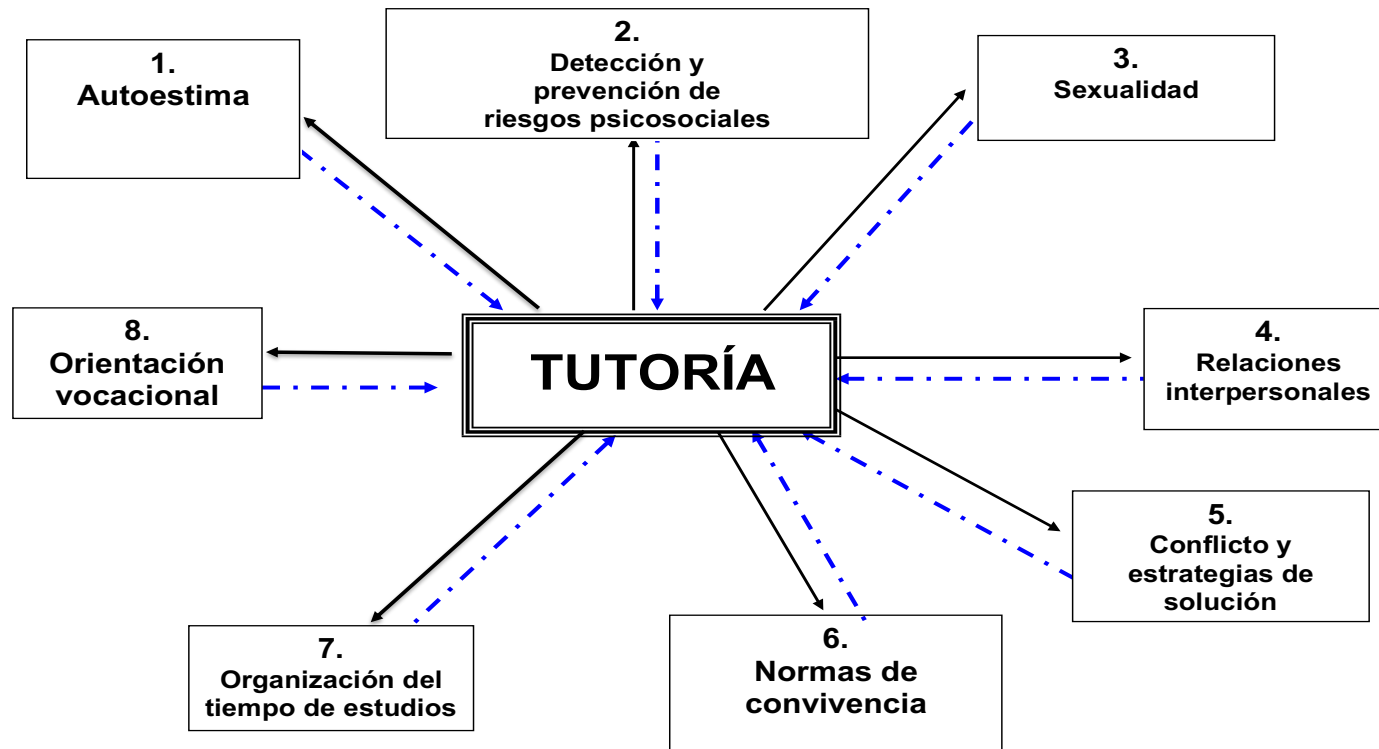 1.
Autoestima
2.
Detección y
prevención de
riesgos psicosociales
3.
Sexualidad
8.
Orientación
vocacional
TUTORÍA
4.
Relaciones
interpersonales
5.
Conflicto y
estrategias de
solución
7.
Organización del
tiempo de estudios
6.
Normas de
convivencia